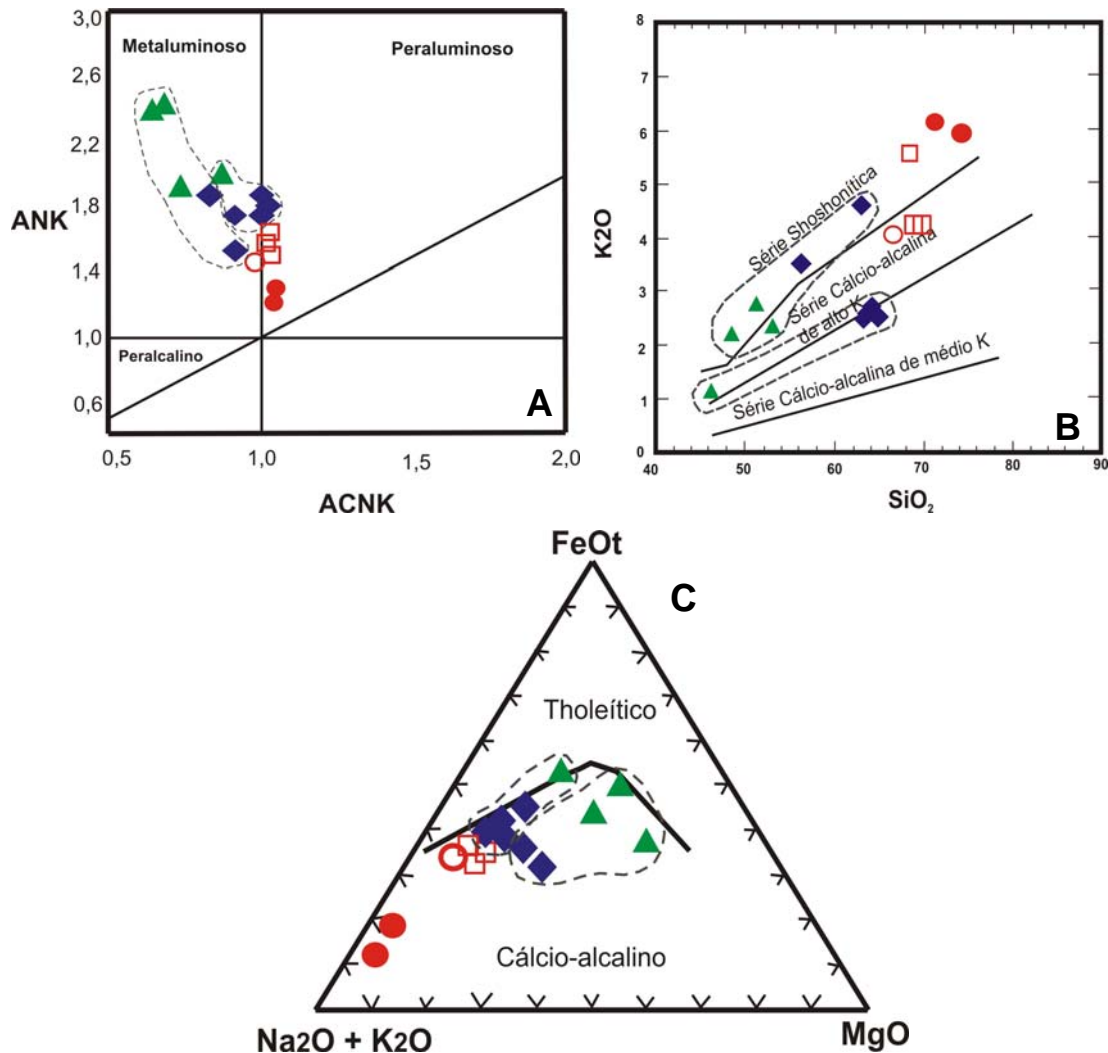 3,0
2,6
2,2
1,8
1,4
1,0
0,6
ANK
Metaluminoso
Peraluminoso
Peralcalino
A
0,5
1,0
1,5
2,0
ACNK
8
7
6
5
4
3
2
1
0
K2O
Série Shoshonítica
Série Cálcio-alcalina
de alto K
Série Cálcio-alcalina de médio K
B
40
50
60
70
80
90
SiO₂
FeOt
C
Tholeítico
Cálcio-alcalino
Na2O + K2O
MgO